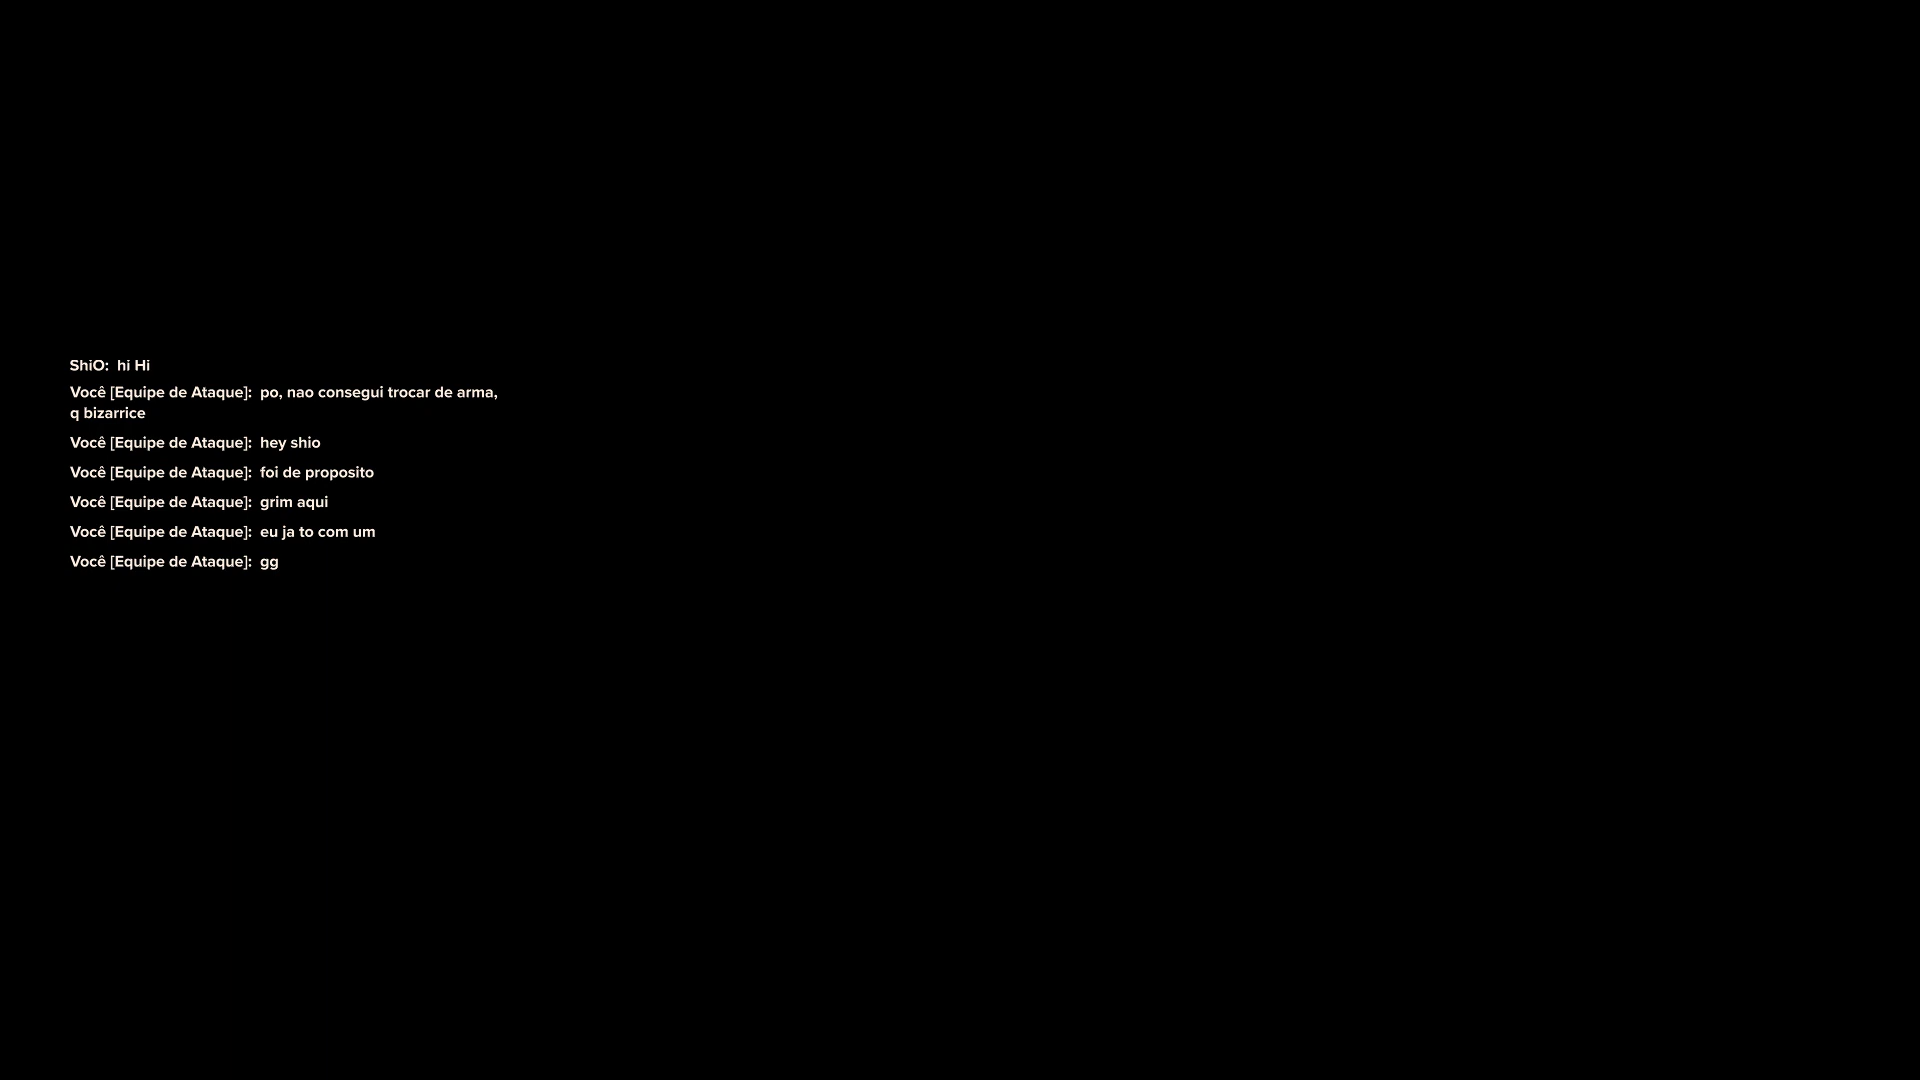 ShiO: hi Hi
Você [Equipe de Ataque]: po, nao consegui trocar de arma,
q bizarrice
Você [Equipe de Ataque]: hey shio
Você [Equipe de Ataque]: foi de proposito
Você [Equipe de Ataque]: grim aqui
Você [Equipe de Ataque]: eu ja to com um
Você [Equipe de Ataque]: gg